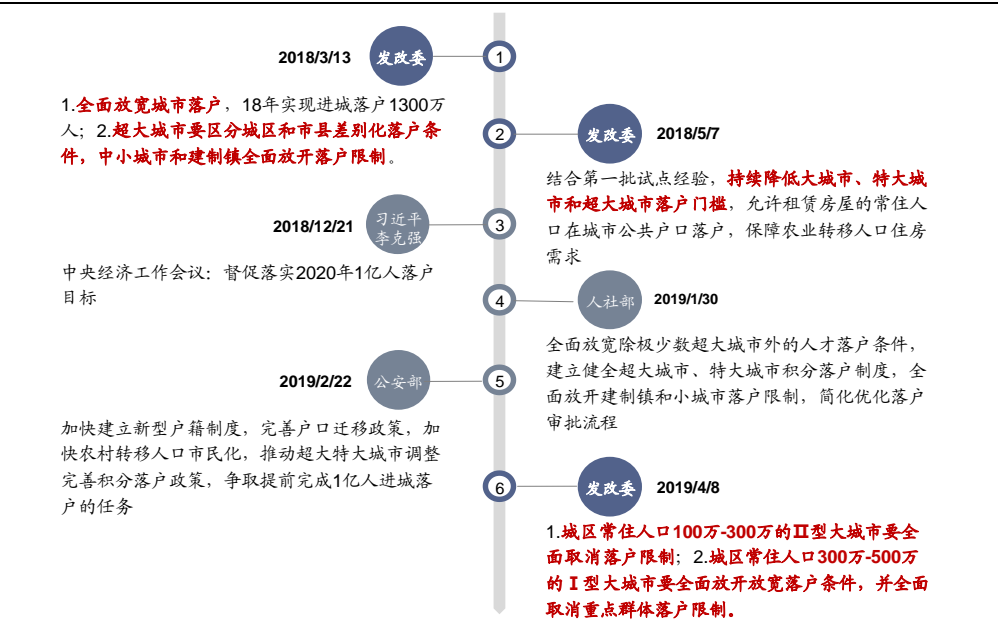 2018/3/13
发改委
1
1.全面放宽城市落户，18年实现进城落户1300万
人；2.超大城市要区分城区和市县差别化落户条
件，中小城市和建制镇全面放开落户限制。
2
发改委
2018/5/7
结合第一批试点经验，持续降低大城市、特大城
市和超大城市落户门槛，允许租赁房屋的常住人
口在城市公共户口落户，保障农业转移人口住房
需求
2018/12/21
习近平
李克强
3
中央经济工作会议：督促落实2020年1亿人落户
目标
4
人社部
2019/1/30
全面放宽除极少数超大城市外的人才落户条件，
建立健全超大城市、特大城市积分落户制度，全
面放开建制镇和小城市落户限制，简化优化落户
审批流程
2019/2/22
公安部
5
加快建立新型户籍制度，完善户口迁移政策，加
快农村转移人口市民化，推动超大特大城市调整
完善积分落户政策，争取提前完成1亿人进城落
户的任务
6
发改委
2019/4/8
1.城区常住人口100万-300万的Ⅱ型大城市要全
面取消落户限制；2.城区常住人口300万-500万
的Ⅰ型大城市要全面放开放宽落户条件，并全面
取消重点群体落户限制。